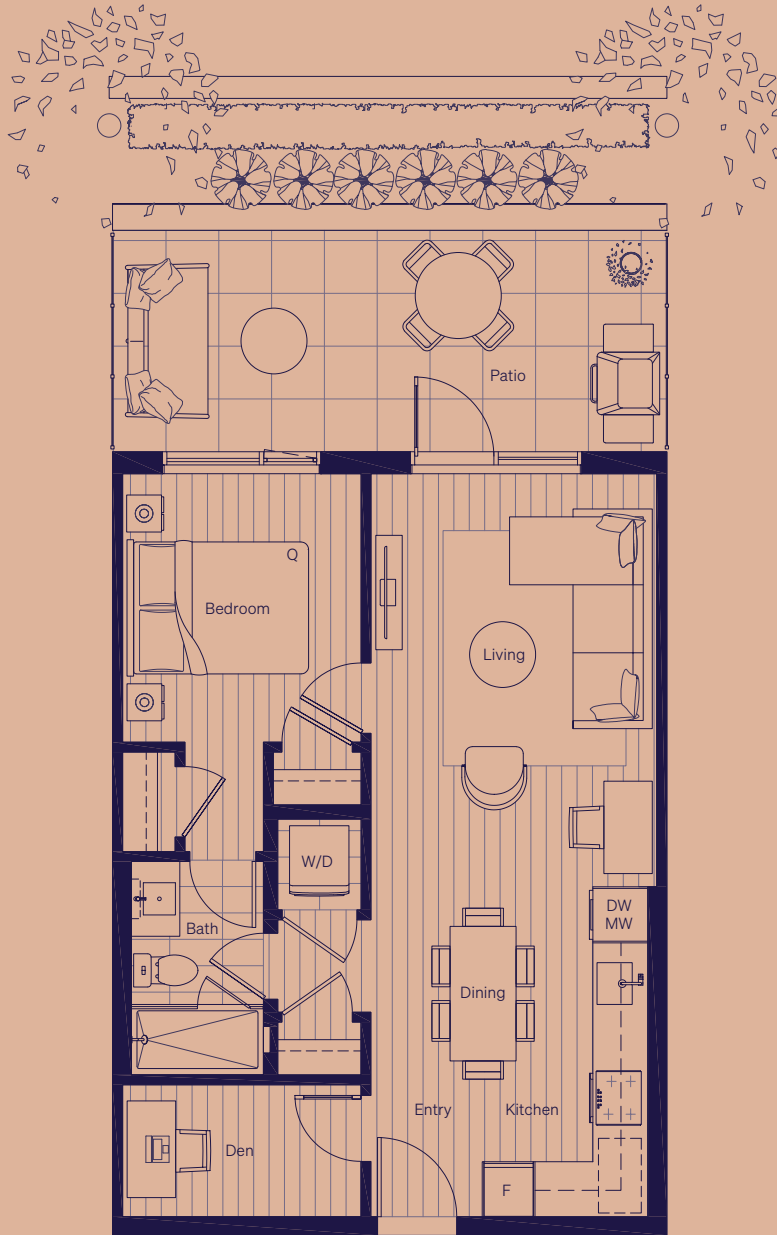 Patio
Q
Bedroom
Living
W/D
DW
MW
Bath
Dining
Entry
Kitchen
Den
F